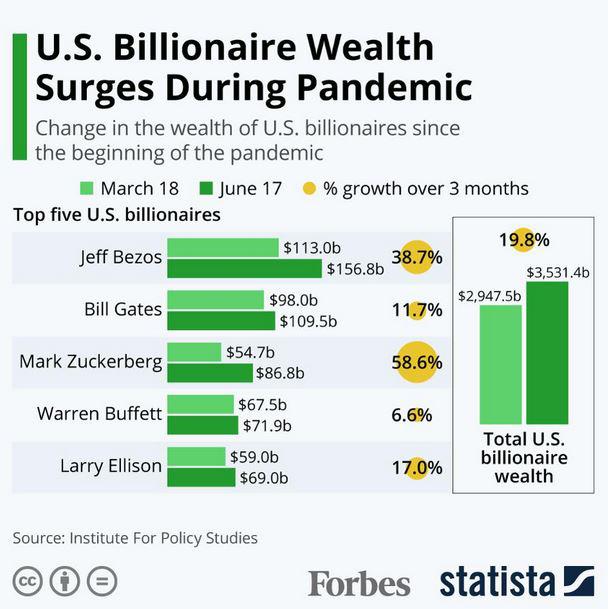 U.S. Billionaire Wealth
Surges During Pandemic
Change in the wealth of U.S. billionaires since
the beginning of the pandemic
March 18 June 17 % growth over 3 months
Top five U.S. billionaires
Jeff Bezos $113.0b $156.8b 38.7%
Bill Gates $98.0b $109.5b 11.7%
Mark Zuckerberg $54.7b $86.8b 58.6%
Warren Buffett $67.5b $71.9b 6.6%
Larry Ellison $59.0b $69.0b 17.0%
19.8%
$3,531.4b
$2,947.5b
Total U.S.
billionaire
wealth
Source: Institute For Policy Studies
cc
Forbes statista